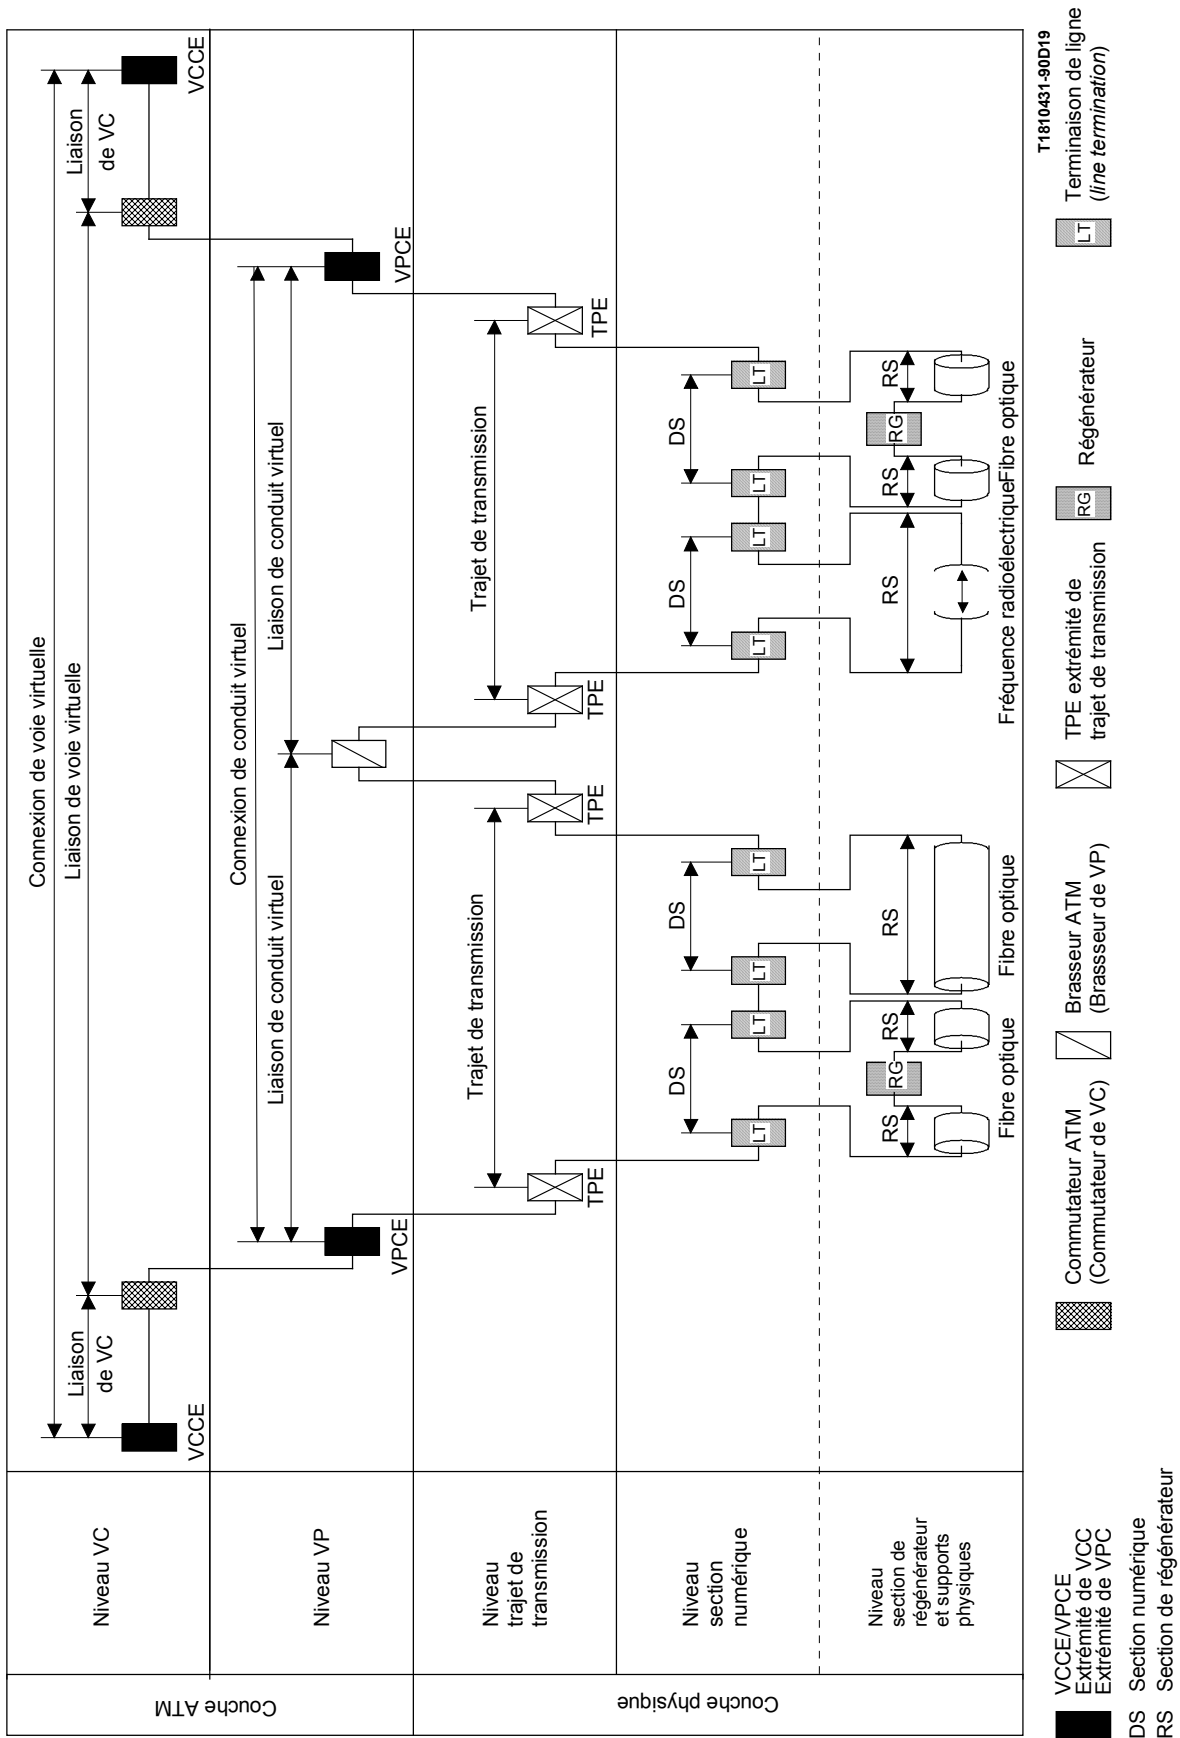 Couche ATM
Couche physique
Niveau VC
Niveau VP
Niveau
trajet de
transmission
Niveau
section
numérique
Niveau
section de
régénérateur
et supports
physiques
Connexion de voie virtuelle
Liaison de voie virtuelle
Liaison
de VC
Liaison
de VC
VCCE
VCCE
Connexion de conduit virtuel
Liaison de conduit virtuel
Liaison de conduit virtuel
VPCE
VPCE
Trajet de transmission
Trajet de transmission
TPE
TPE
TPE
TPE
DS
DS
DS
DS
LT
LT
LT
LT
LT
LT
LT
LT
RS
RG
RS
RS
RS
RS
RG
RS
Fibre optique
Fibre optique
Fréquence radioélectrique
Fibre optique
T1810431-90D19
VCCE/VPCE
Extrémité de VCC
Extrémité de VPC
Commutateur ATM
(Commutateur de VC)
Brasseur ATM
(Brassseur de VP)
TPE extrémité de
trajet de transmission
RG
Régénérateur
LT
Terminaison de ligne
(line termination)
DS Section numérique
RS Section de régénérateur